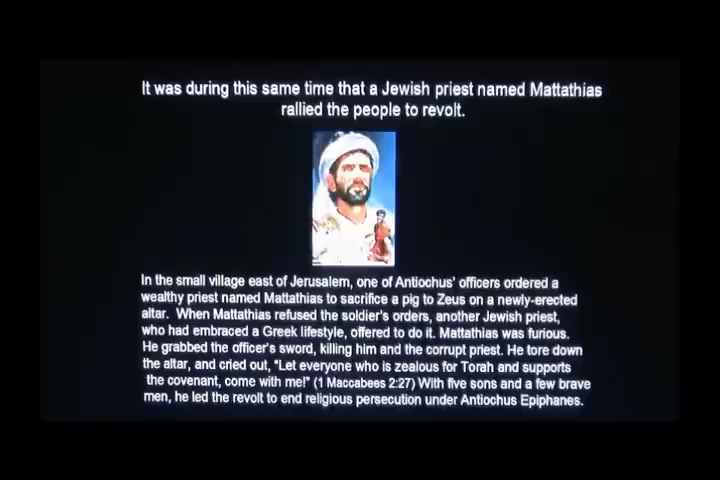 It was during this same time that a Jewish priest named Mattathias
rallied the people to revolt.
In the small village east of Jerusalem, one of Antiochus' officers ordered a
wealthy priest named Mattathias to sacrifice a pig to Zeus on a newly-erected
altar. When Mattathias refused the soldier's orders, another Jewish priest,
who had embraced a Greek lifestyle, offered to do it. Mattathias was furious.
He grabbed the officer's sword, killing him and the corrupt priest. He tore down
the altar, and cried out, "Let everyone who is zealous for Torah and supports
the covenant, come with me!" (1 Maccabees 2:27) With five sons and a few brave
men, he led the revolt to end religious persecution under Antiochus Epiphanes.